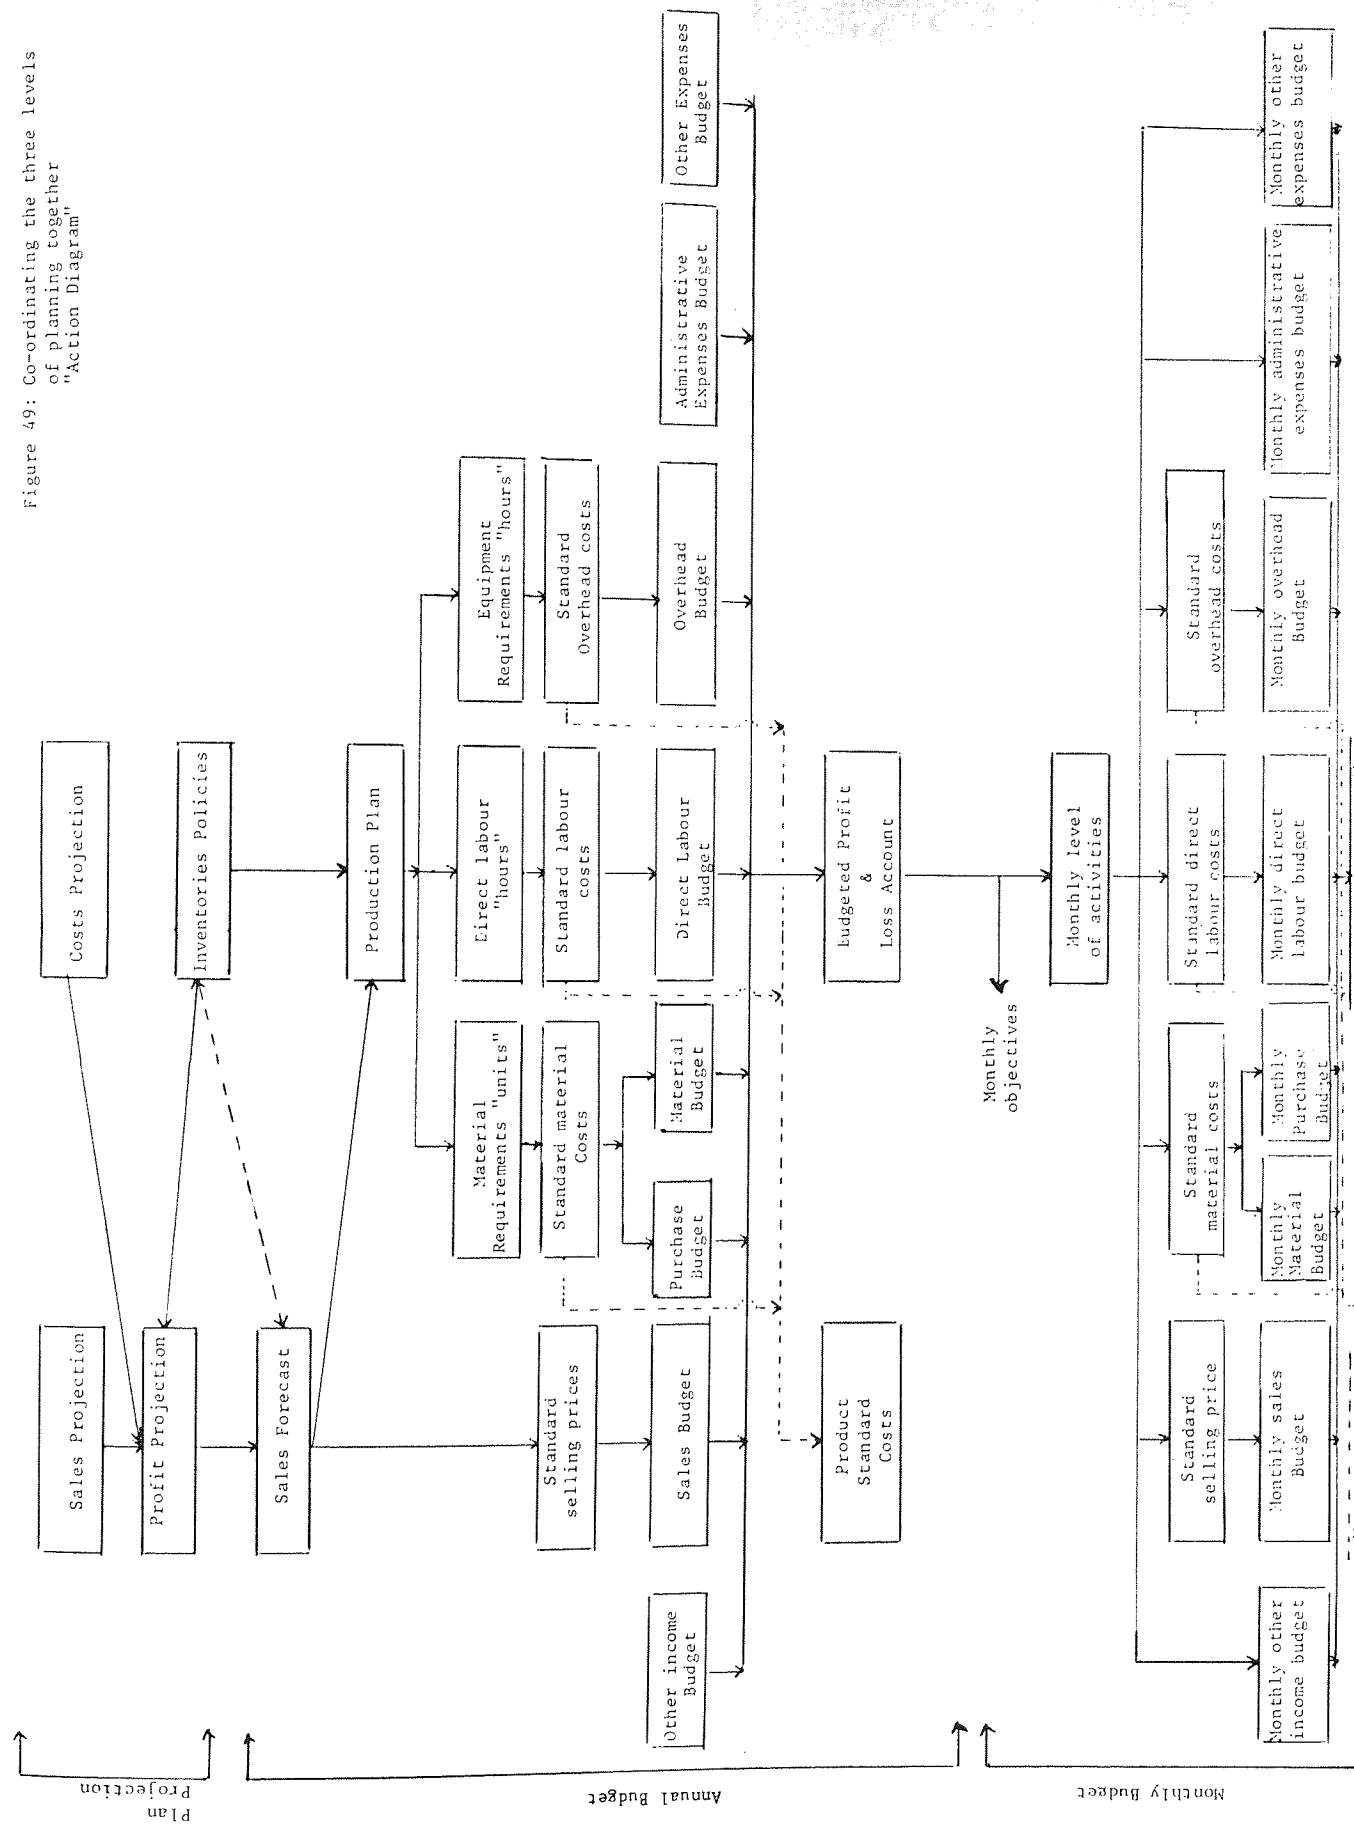 Figure 49: Co-ordinating the three levels
of planning together
"Action Diagram"
Plan
Projection
Sales Projection
Costs Projection
Profit Projection
Inventories Policies
Annual Budget
Sales Forecast
Production Plan
Material
Requirements "units"
Direct labour
"hours"
Equipment
Requirements "hours"
Standard
selling prices
Standard material
Costs
Standard labour
costs
Standard
Overhead costs
Other income
Budget
Sales Budget
Purchase
Budget
Material
Budget
Direct Labour
Budget
Overhead
Budget
Administrative
Expenses Budget
Other Expenses
Budget
Product
Standard
Costs
Budgeted Profit
&
Loss Account
Monthly
objectives
Monthly Budget
Monthly level
of activities
Standard
selling price
Standard
material costs
Standard direct
labour costs
Standard
overhead costs
Monthly other
income budget
Monthly sales
Budget
Monthly
Material
Budget
Monthly
Purchase
Budget
Monthly direct
labour budget
Monthly overhead
Budget
Monthly administrative
expenses budget
Monthly other
expenses budget